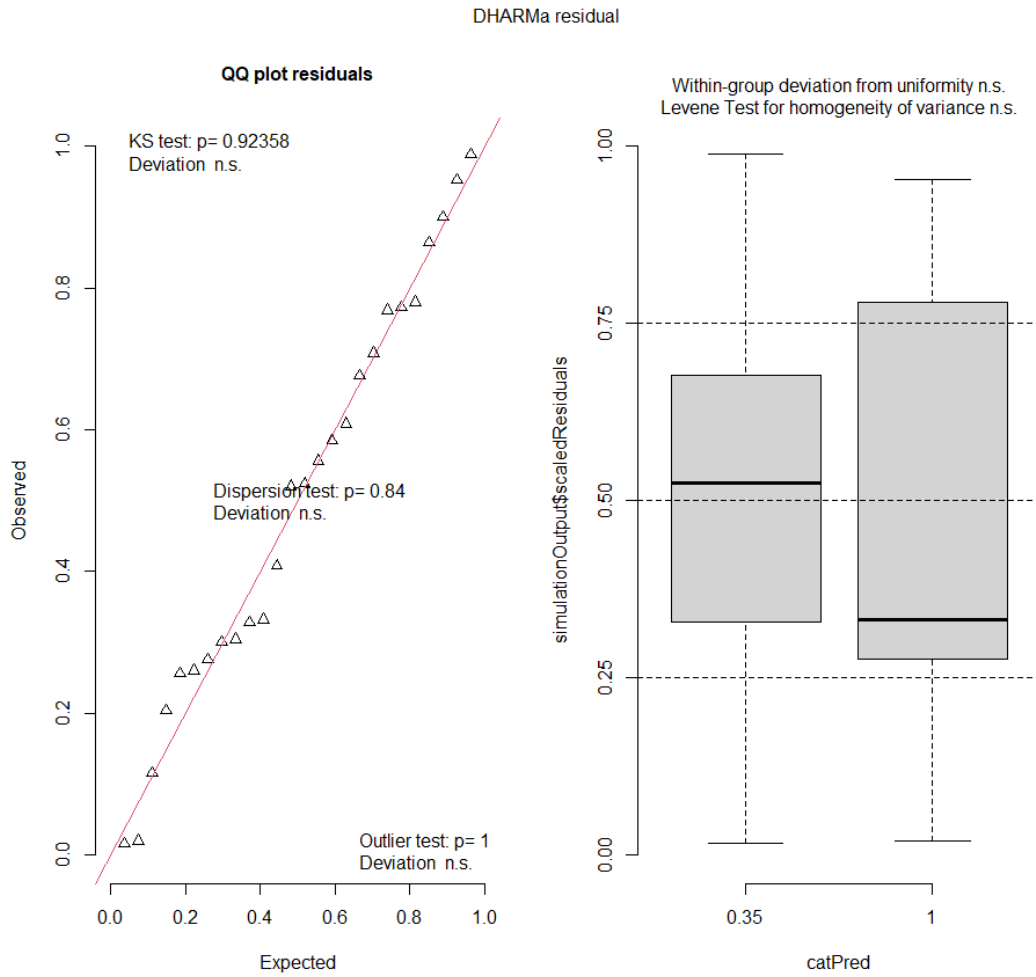 DHARMa residual
QQ plot residuals
KS test: p= 0.92358
Deviation n.s.
Dispersion test: p= 0.84
Deviation n.s.
Outlier test: p= 1
Deviation n.s.
Observed
0.0
0.2
0.4
0.6
0.8
1.0
0.0 0.2 0.4 0.6 0.8 1.0
Expected
Within-group deviation from uniformity n.s.
Levene Test for homogeneity of variance n.s.
simulationOutput$scaledResiduals
0.00
0.25
0.50
0.75
1.00
0.35 1
catPred